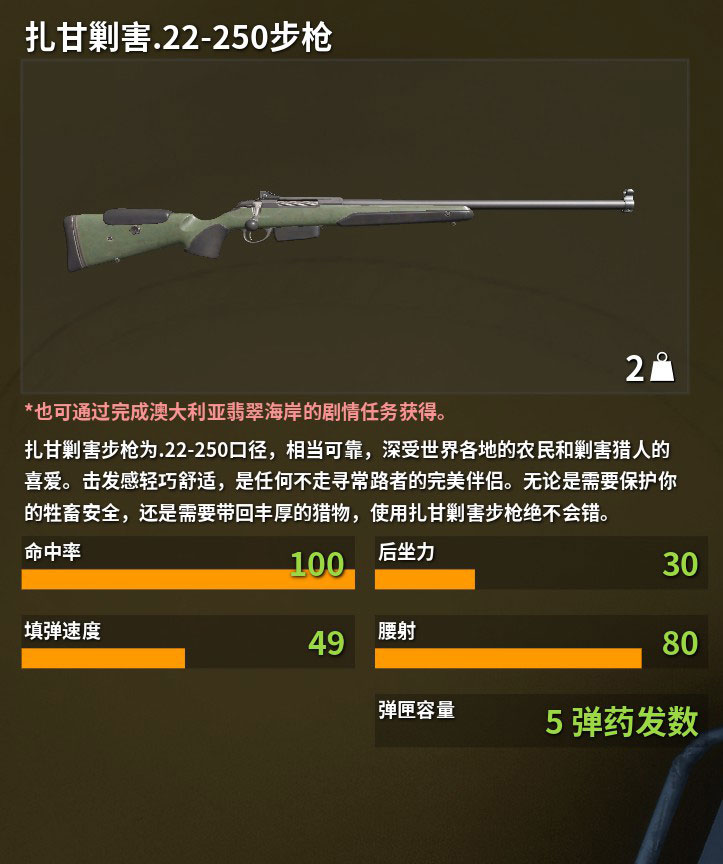 扎甘剿害.22-250步枪
2
*也可通过完成澳大利亚翡翠海岸的剧情任务获得。
扎甘剿害步枪为.22-250口径，相当可靠，深受世界各地的农民和剿害猎人的
喜爱。击发感轻巧舒适，是任何不走寻常路者的完美伴侣。无论是需要保护你
的牲畜安全，还是需要带回丰厚的猎物，使用扎甘剿害步枪绝不会错。
命中率 100
后坐力 30
填弹速度 49
腰射 80
弹匣容量 5 弹药发数